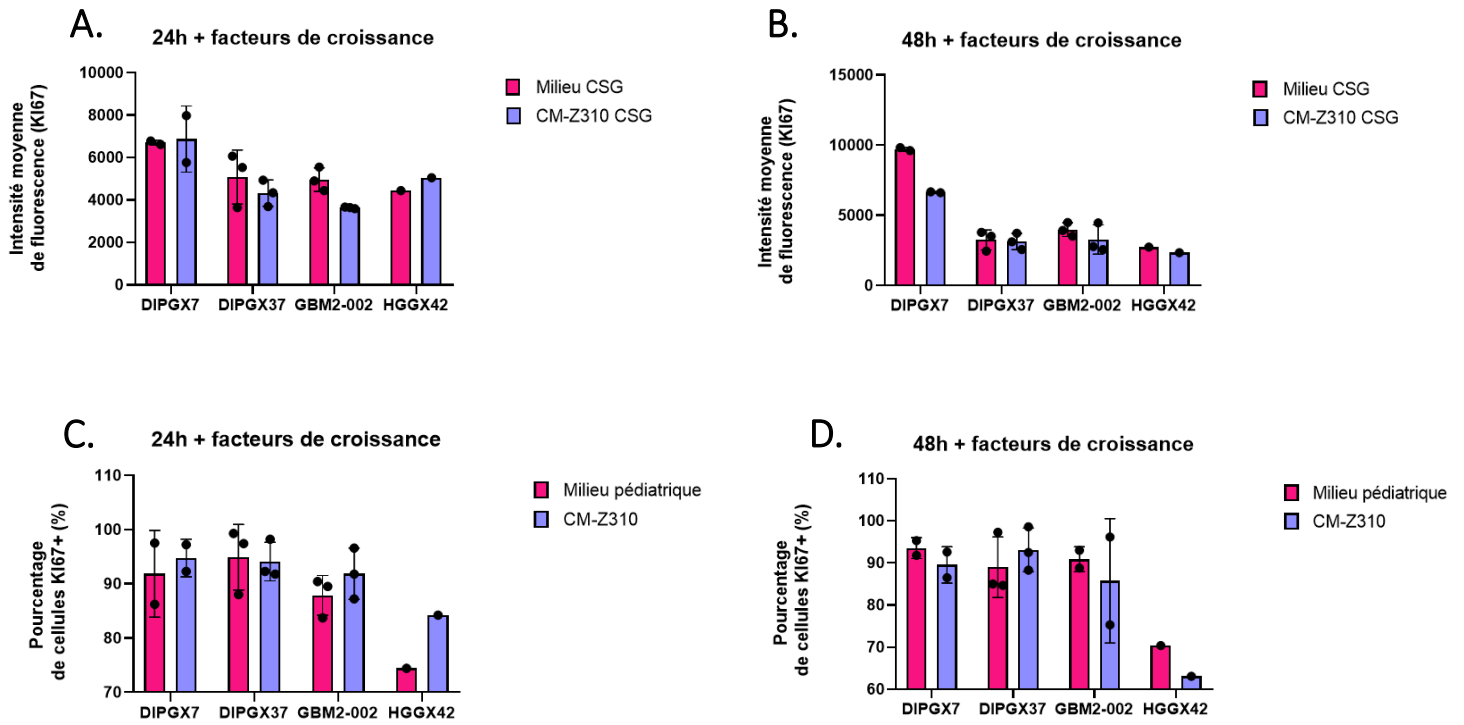 A.
24h + facteurs de croissance
Intensité moyenne
de fluorescence (KI67)
10000
8000
6000
4000
2000
0
DIPGX7 DIPGX37 GBM2-002 HGGX42
Milieu CSG
CM-Z310 CSG
B.
48h + facteurs de croissance
Intensité moyenne
de fluorescence (KI67)
15000
10000
5000
0
DIPGX7 DIPGX37 GBM2-002 HGGX42
Milieu CSG
CM-Z310 CSG
C.
24h + facteurs de croissance
Pourcentage
de cellules KI67+ (%)
110
100
90
80
70
DIPGX7 DIPGX37 GBM2-002 HGGX42
Milieu pédiatrique
CM-Z310
D.
48h + facteurs de croissance
Pourcentage
de cellules KI67+ (%)
110
100
90
80
70
60
DIPGX7 DIPGX37 GBM2-002 HGGX42
Milieu pédiatrique
CM-Z310